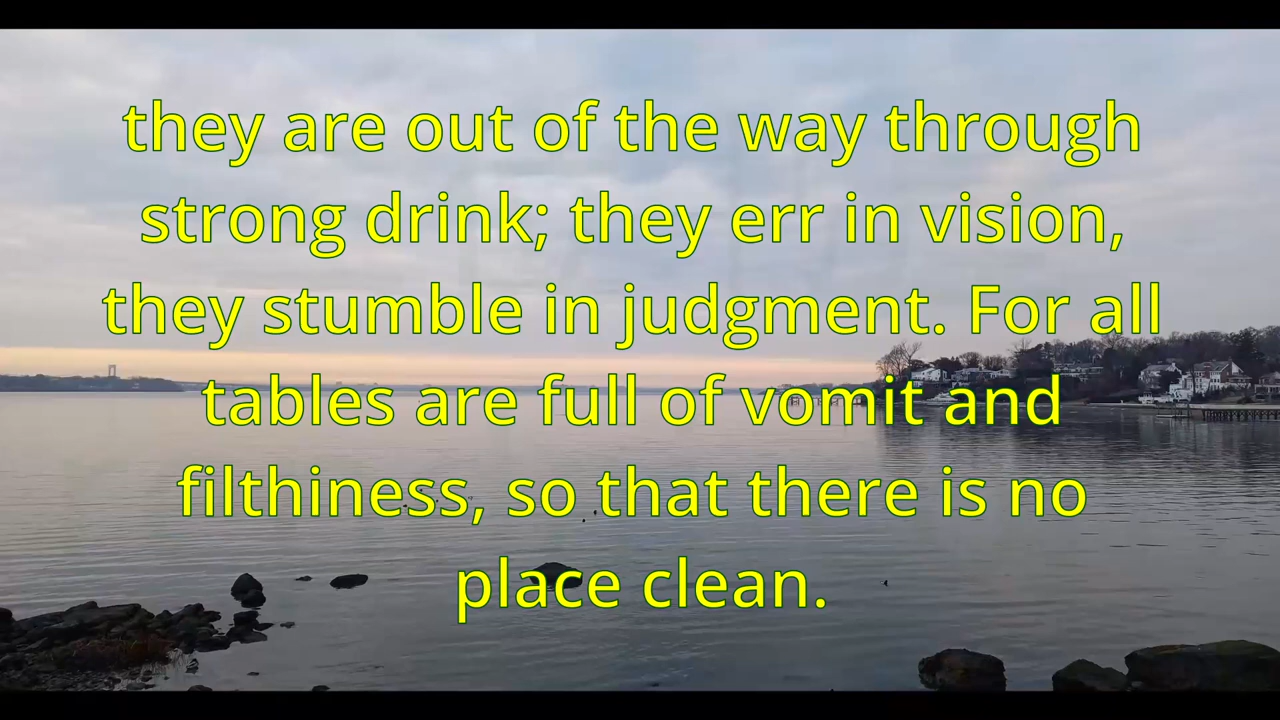 they are out of the way through
strong drink; they err in vision,
they stumble in judgment. For all
tables are full of vomit and
filthiness, so that there is no
place clean.